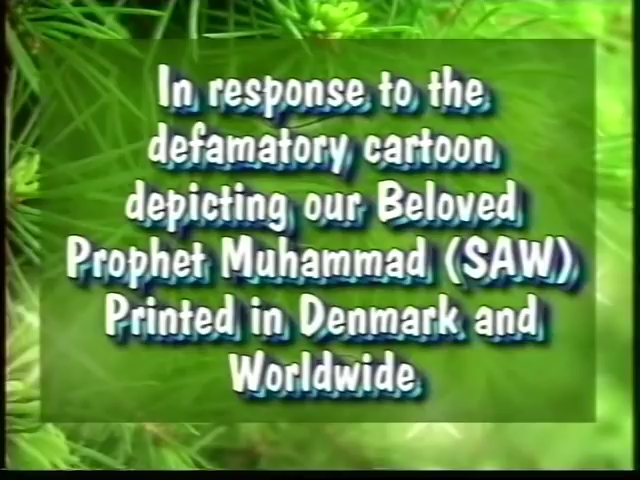 In response to the
defamatory cartoon
depicting our Beloved
Prophet Muhammad (SAW)
Printed in Denmark and
Worldwide